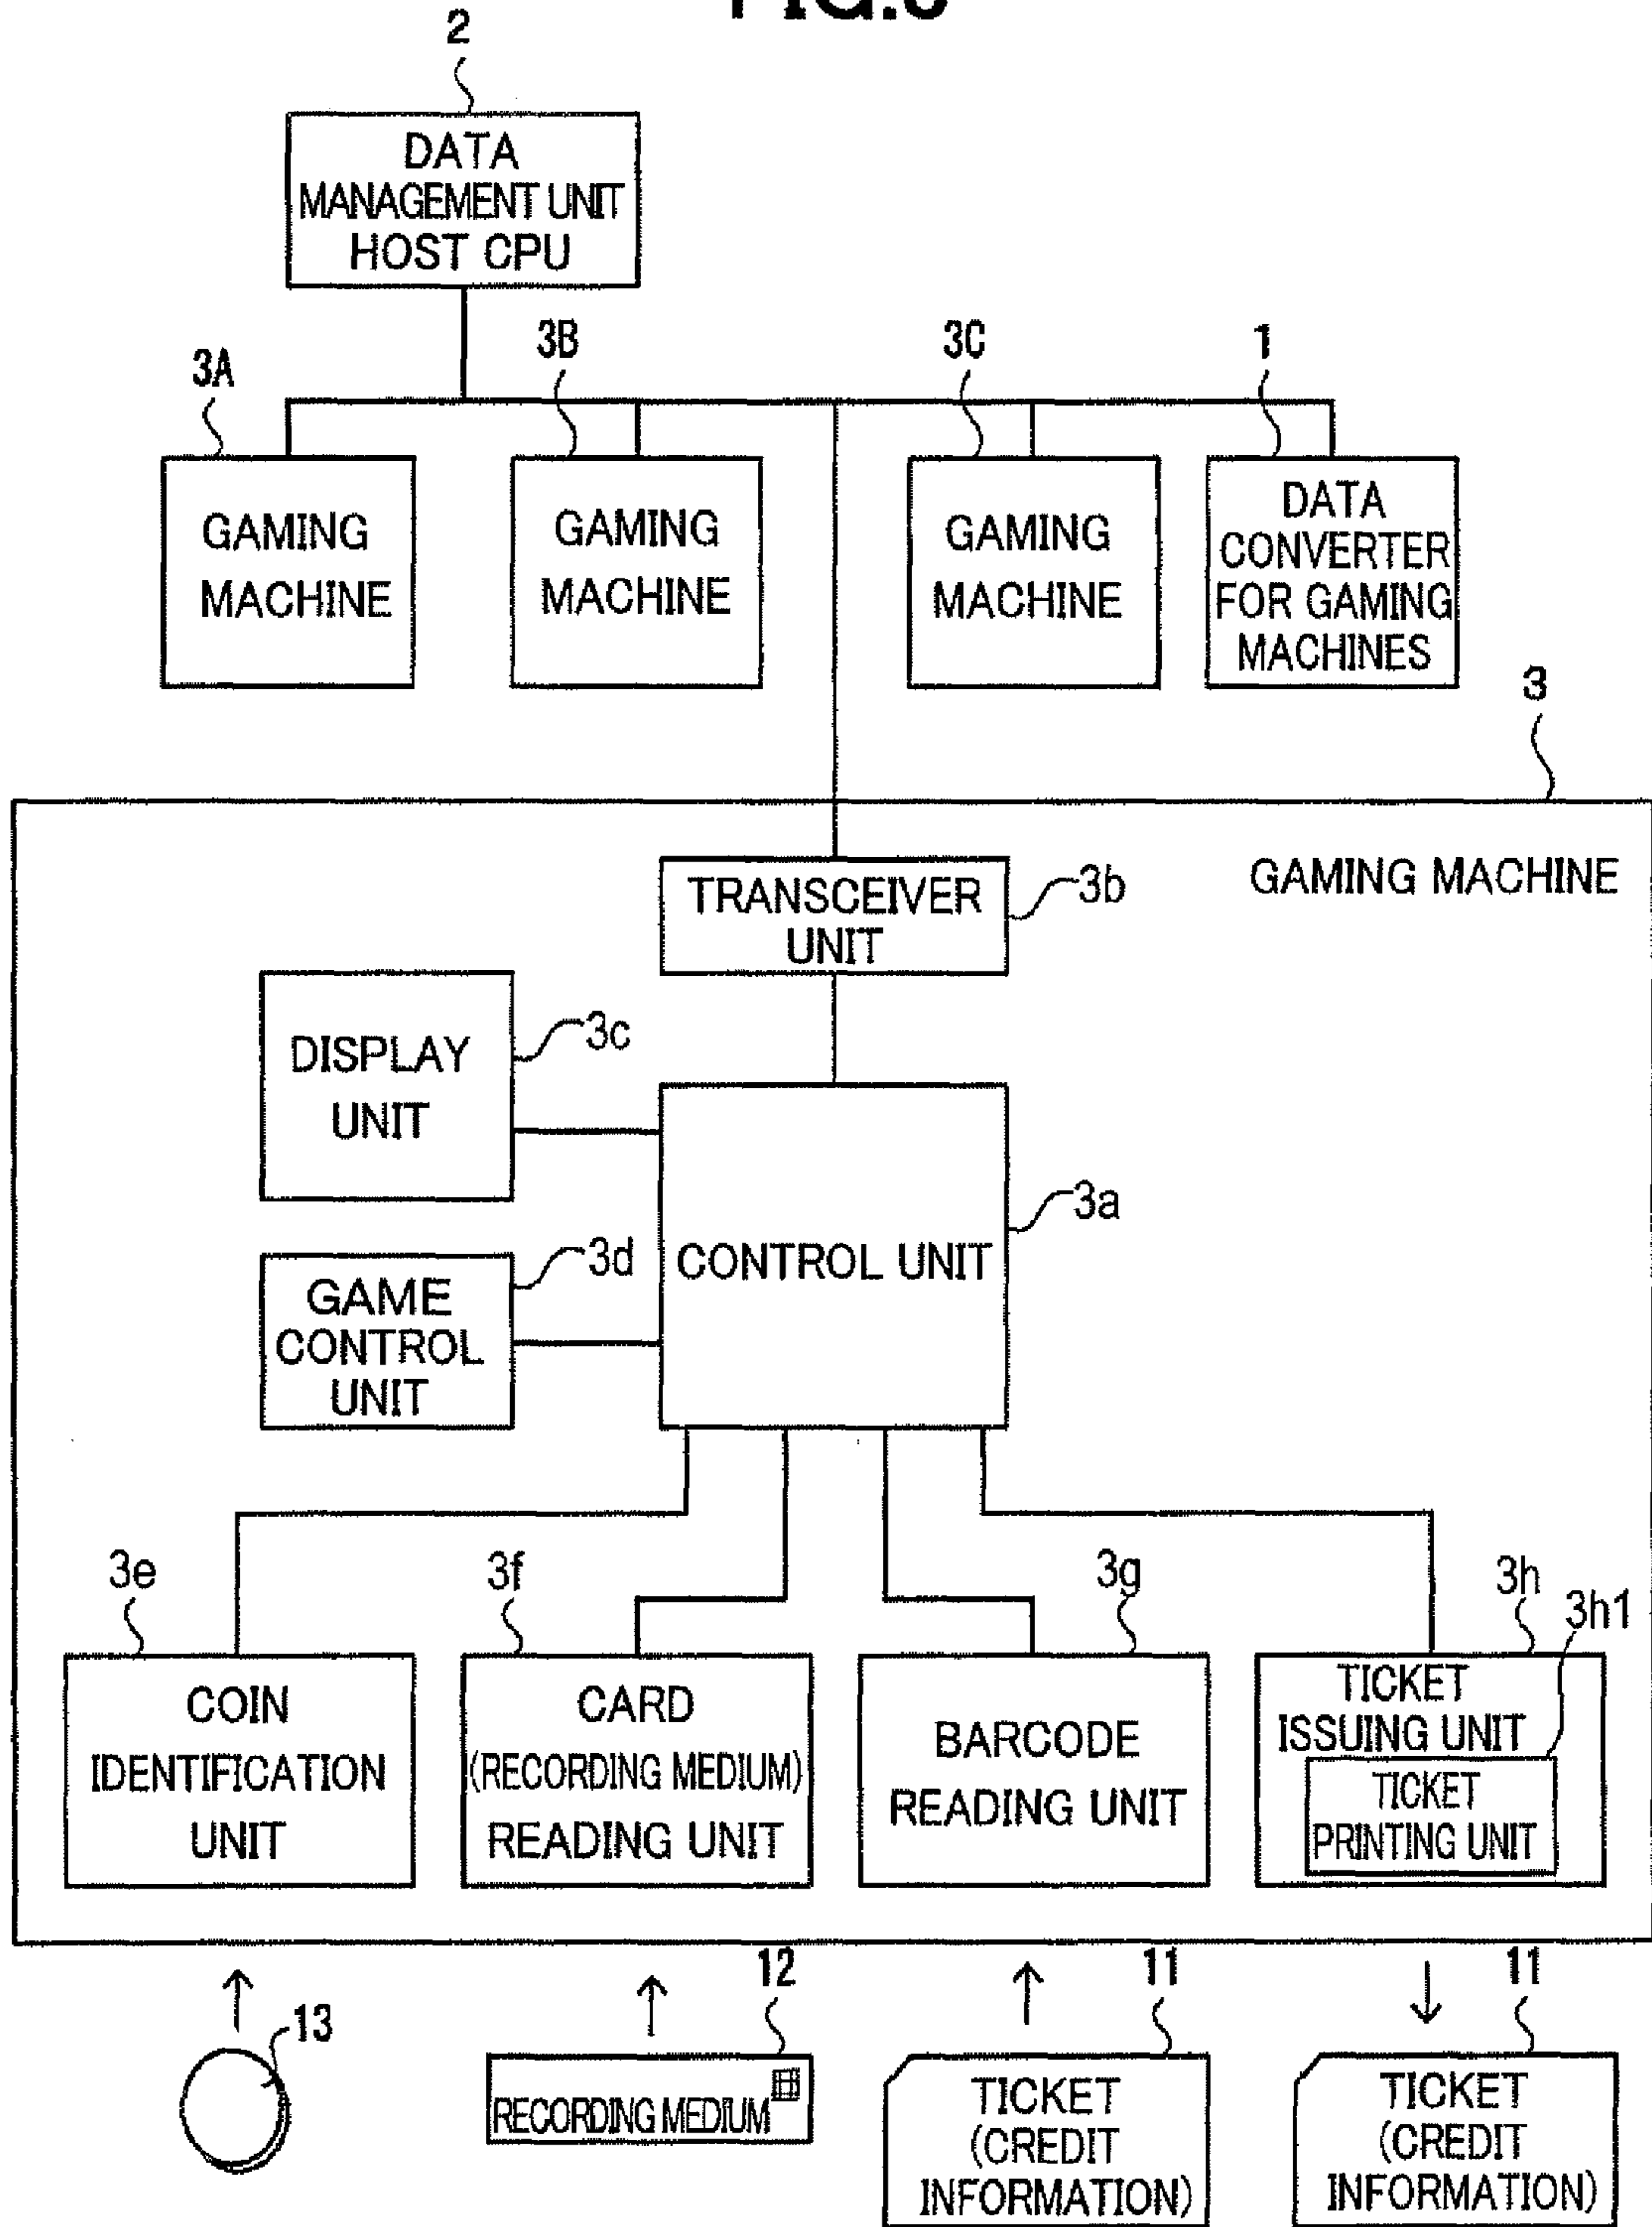 FIG.
2
DATA
MANAGEMENT UNIT
HOST CPU
3A
3B
3C
1
GAMING
MACHINE
GAMING
MACHINE
GAMING
MACHINE
DATA
CONVERTER
FOR GAMING
MACHINES
3
GAMING MACHINE
TRANSCEIVER
UNIT
3b
DISPLAY
UNIT
3c
CONTROL UNIT
3a
GAME
CONTROL
UNIT
3d
3e
3f
3g
3h
3h1
COIN
IDENTIFICATION
UNIT
CARD
(RECORDING MEDIUM)
READING UNIT
BARCODE
READING UNIT
TICKET
ISSUING UNIT
TICKET
PRINTING UNIT
13
12
11
11
RECORDING MEDIUM
TICKET
(CREDIT
INFORMATION)
TICKET
(CREDIT
INFORMATION)